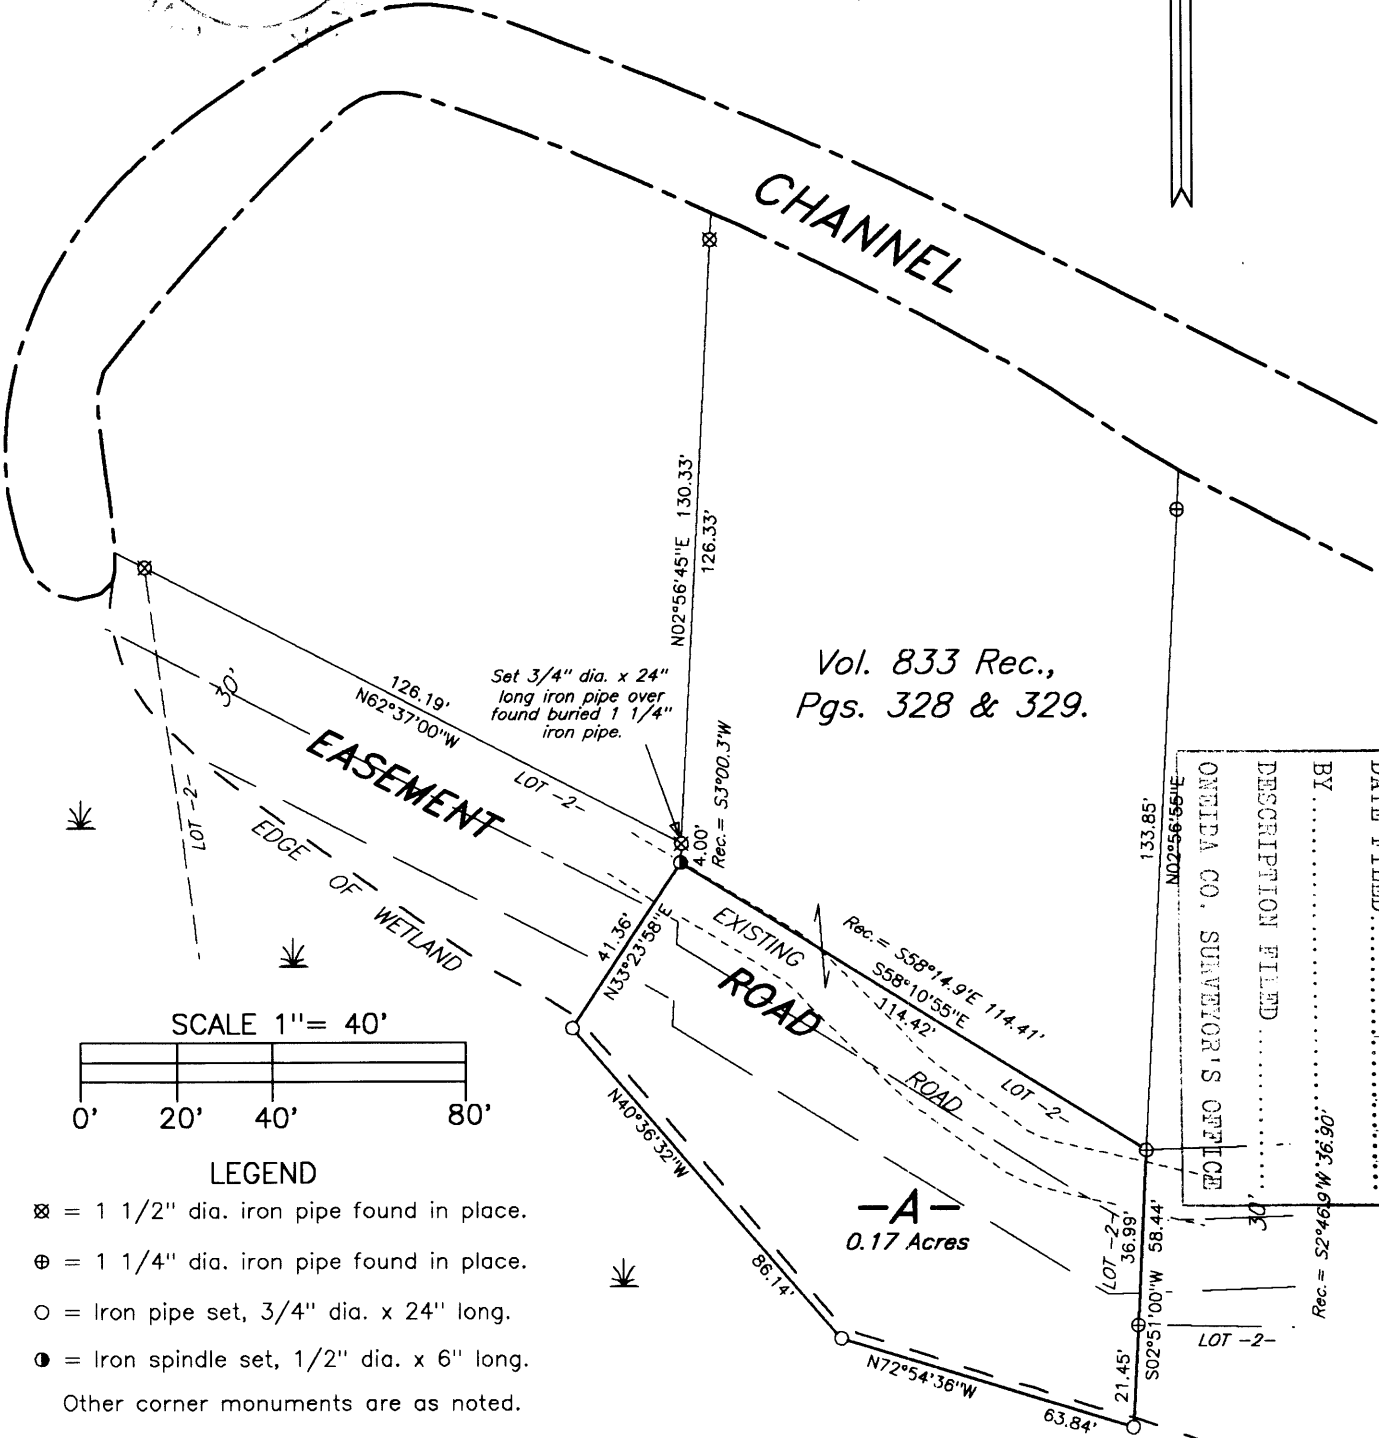 CHANNEL
N02°56'45"E 130.33'
126.33'
Vol. 833 Rec.,
Pgs. 328 & 329.
Set 3/4" dia. x 24"
long iron pipe over
found buried 1 1/4"
iron pipe.
30'
126.19'
N62°37'00"W
LOT -2-
EASEMENT
LOT -2-
EDGE OF WETLAND
4.00'
Rec.= S3°00.3'W
133.85'
N02°56'55"E
DATE FILED
BY
DESCRIPTION FILED
ONEIDA CO. SURVEYOR'S OFFICE
41.36'
N33°23'58"E
EXISTING
ROAD
ROAD
Rec.= S58°14.9'E 114.41'
S58°10'55"E
114.42'
LOT -2-
SCALE 1"= 40'
0' 20' 40' 80'
N40°36'32"W
86.14'
-A-
0.17 Acres
LOT -2-
36.99'
S02°51'00"W 58.44'
21.45'
30'
Rec.= S2°46.9'W 36.90'
LOT -2-
N72°54'36"W
63.84'
LEGEND
= 1 1/2" dia. iron pipe found in place.
= 1 1/4" dia. iron pipe found in place.
= Iron pipe set, 3/4" dia. x 24" long.
= Iron spindle set, 1/2" dia. x 6" long.
Other corner monuments are as noted.